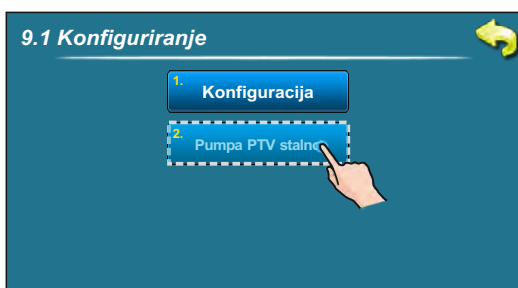 9.1 Konfiguriranje
1.
Konfiguracija
2.
Pumpa PTV stalno